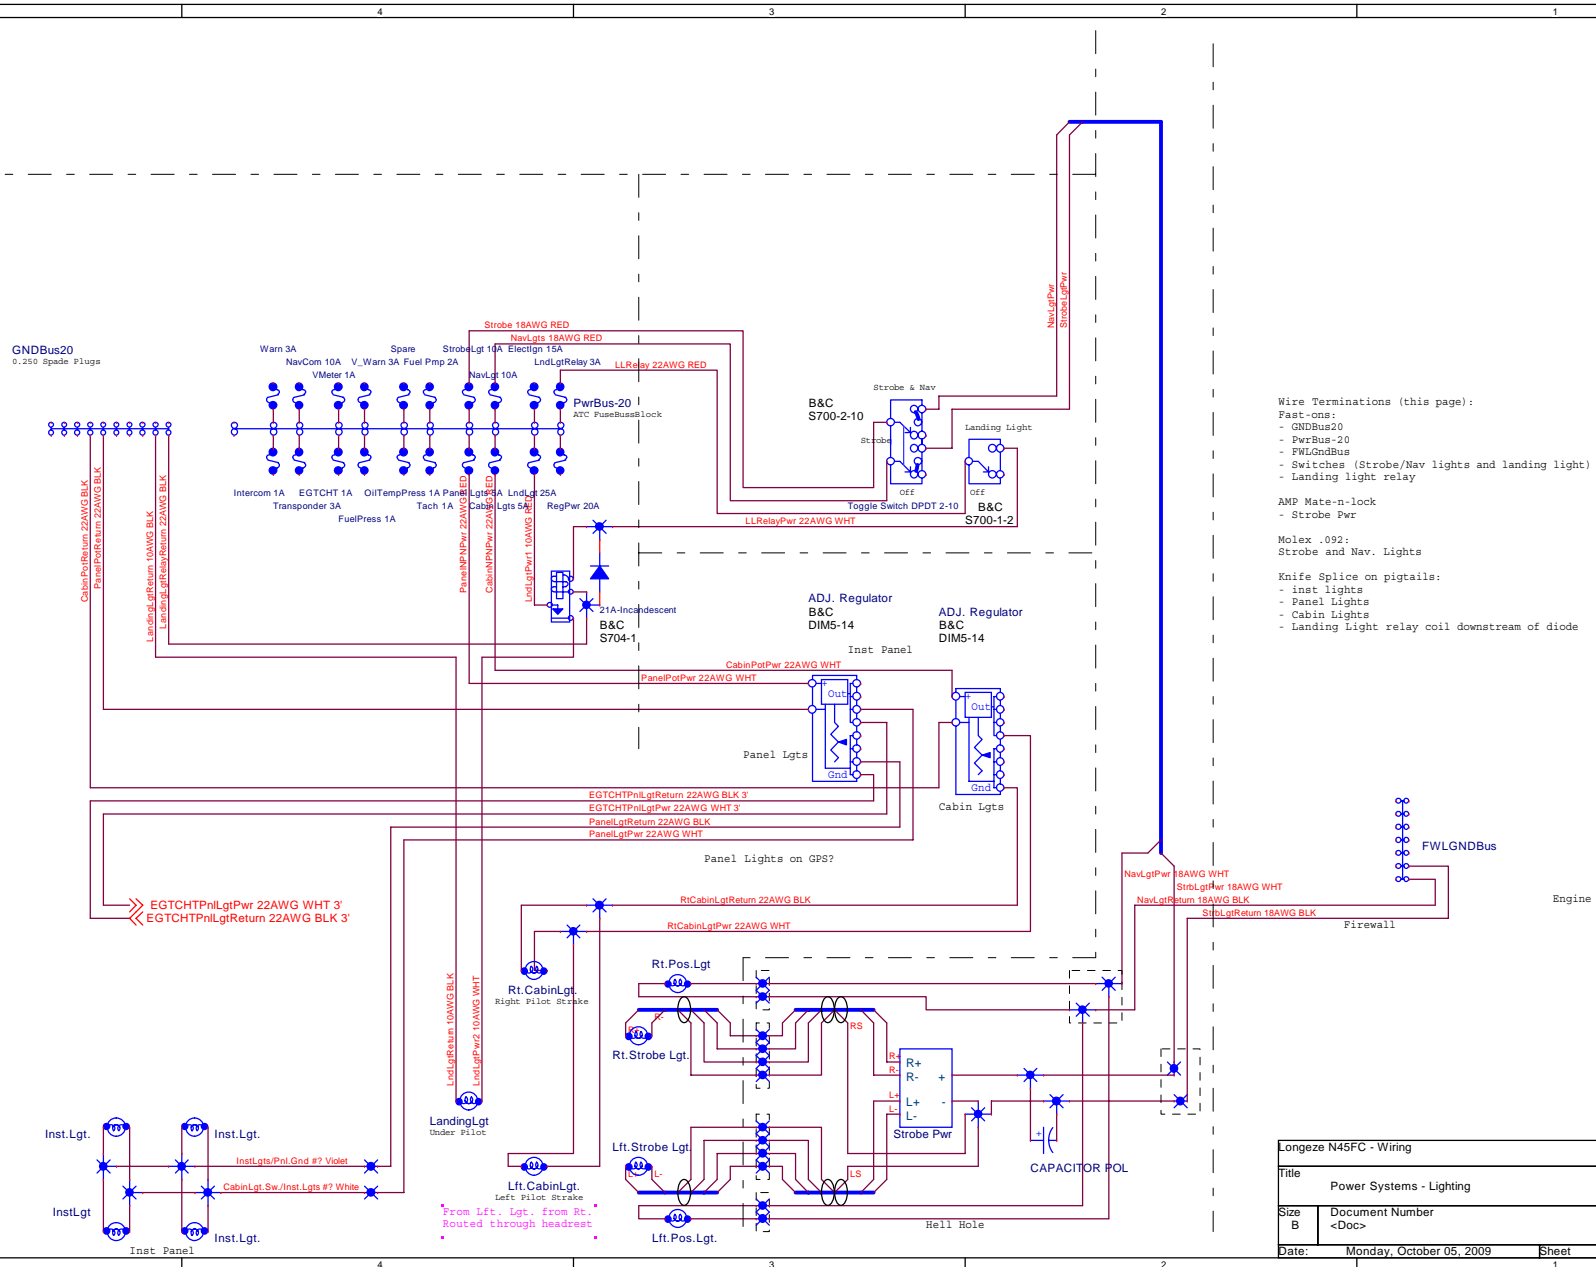 4
3
2
1
GNDBus20
0.250 Spade Plugs
Warn 3A
NavCom 10A
VMeter 1A
V_Warn 3A
Spare
Fuel Pmp 2A
StrobeLgt 10A
NavLgt 10A
ElectIgn 15A
LndLgtRelay 3A
Strobe 18AWG RED
NavLgts 18AWG RED
LLRelay 22AWG RED
PwrBus-20
ATC FuseBussBlock
Intercom 1A
Transponder 3A
EGTCHT 1A
FuelPress 1A
OilTempPress 1A
Tach 1A
Panel Lgts 5A
Cabin Lgts 5A
LndLgt 25A
RegPwr 20A
CabinPotReturn 22AWG BLK
PanelPotReturn 22AWG BLK
LandingLgtReturn 10AWG BLK
LandingLgtRelayReturn 22AWG BLK
PanelNPNPwr 22AWG RED
CabinNPNPwr 22AWG RED
LndLgtPwr1 10AWG RED
NavLgtPwr
StrobeLgtPwr
B&C
S700-2-10
Strobe & Nav
Strobe
Off
Toggle Switch DPDT 2-10
Landing Light
Off
B&C
S700-1-2
LLRelayPwr 22AWG WHT
21A-Incandescent
B&C
S704-1
ADJ. Regulator
B&C
DIM5-14
ADJ. Regulator
B&C
DIM5-14
Inst Panel
CabinPotPwr 22AWG WHT
PanelPotPwr 22AWG WHT
+
Out
Gnd
+
Out
Gnd
Panel Lgts
Cabin Lgts
EGTCHTPnlLgtReturn 22AWG BLK 3'
EGTCHTPnlLgtPwr 22AWG WHT 3'
PanelLgtReturn 22AWG BLK
PanelLgtPwr 22AWG WHT
Panel Lights on GPS?
EGTCHTPnlLgtPwr 22AWG WHT 3'
EGTCHTPnlLgtReturn 22AWG BLK 3'
RtCabinLgtReturn 22AWG BLK
RtCabinLgtPwr 22AWG WHT
Wire Terminations (this page):
Fast-ons:
- GNDBus20
- PwrBus-20
- FWLGndBus
- Switches (Strobe/Nav lights and landing light)
- Landing light relay
AMP Mate-n-lock
- Strobe Pwr
Molex .092:
Strobe and Nav. Lights
Knife Splice on pigtails:
- inst lights
- Panel Lights
- Cabin Lights
- Landing Light relay coil downstream of diode
FWLGNDBus
NavLgtPwr 18AWG WHT
StrbLgtPwr 18AWG WHT
NavLgtReturn 18AWG BLK
StrbLgtReturn 18AWG BLK
Firewall
Engine
Rt.CabinLgt.
Right Pilot Strake
Rt.Pos.Lgt
R+
R-
Rt.Strobe Lgt.
RS
R+
R-
L+
L-
R+
R-
L+
L-
+
-
Strobe Pwr
+
CAPACITOR POL
LndLgtReturn 10AWG BLK
LndLgtPwr2 10AWG WHT
LandingLgt
Under Pilot
Lft.Strobe Lgt.
L+
L-
LS
Lft.CabinLgt.
Left Pilot Strake
From Lft. Lgt. from Rt.
Routed through headrest
Lft.Pos.Lgt.
Hell Hole
Inst.Lgt.
Inst.Lgt.
InstLgts/Pnl.Gnd #? Violet
CabinLgt.Sw./Inst.Lgts #? White
InstLgt
Inst.Lgt.
Inst Panel
Longeze N45FC - Wiring
Title
Power Systems - Lighting
Size
B
Document Number
<Doc>
Date:
Monday, October 05, 2009
Sheet
4
3
2
1